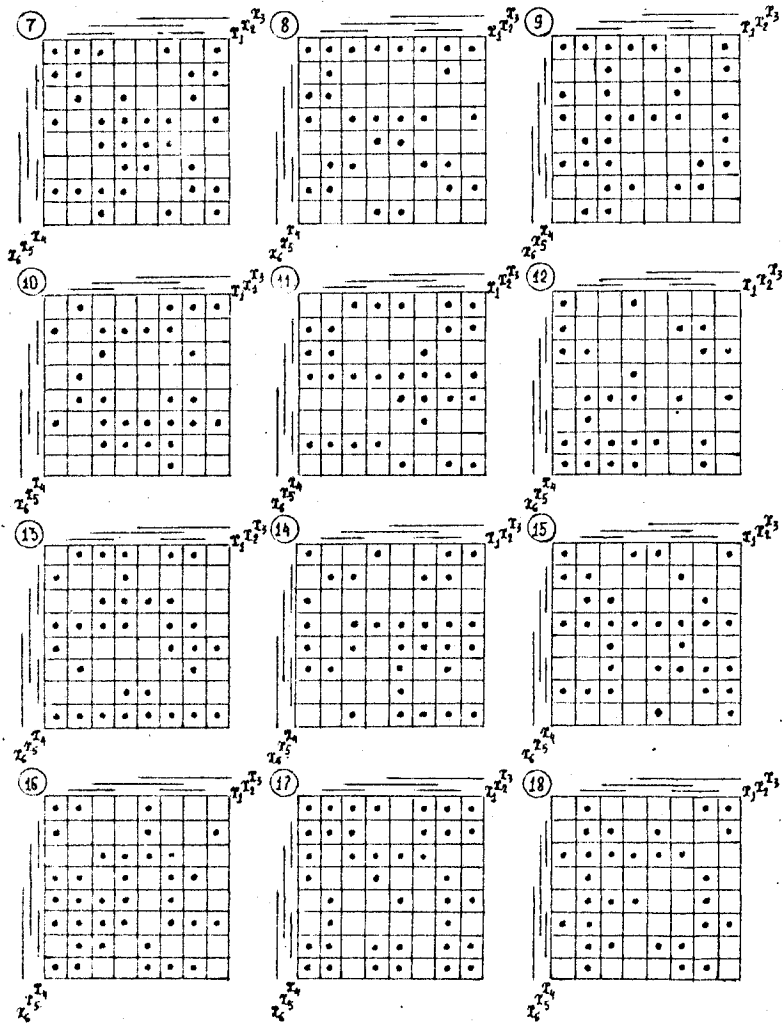 7 8 9
x₁ x₂ x₃ x₁ x₂ x₃ x₁ x₂ x₃
x₆ x₅ x₄ x₆ x₅ x₄ x₆ x₅ x₄
10 11 12
x₁ x₂ x₃ x₁ x₂ x₃ x₁ x₂ x₃
x₆ x₅ x₄ x₆ x₅ x₄ x₆ x₅ x₄
13 14 15
x₁ x₂ x₃ x₁ x₂ x₃ x₁ x₂ x₃
x₆ x₅ x₄ x₆ x₅ x₄ x₆ x₅ x₄
16 17 18
x₁ x₂ x₃ x₁ x₂ x₃ x₁ x₂ x₃
x₆ x₅ x₄ x₆ x₅ x₄ x₆ x₅ x₄